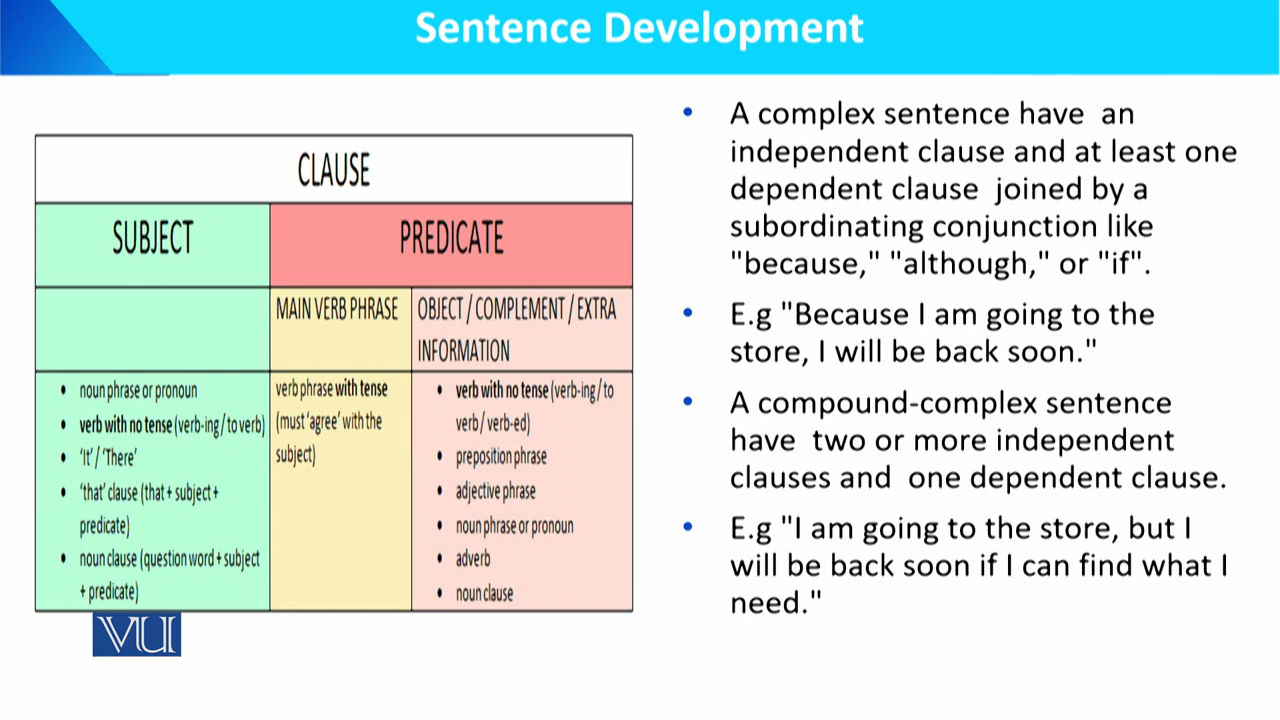 Sentence Development
CLAUSE
SUBJECT
PREDICATE
MAIN VERB PHRASE
OBJECT / COMPLEMENT / EXTRA
INFORMATION
• noun phrase or pronoun
• verb with no tense (verb-ing / to verb)
• ‘It’ / ‘There’
• ‘that’ clause (that + subject +
predicate)
• noun clause (question word + subject
+ predicate)
verb phrase with tense
(must ‘agree’ with the
subject)
• verb with no tense (verb-ing / to
verb / verb-ed)
• preposition phrase
• adjective phrase
• noun phrase or pronoun
• adverb
• noun clause
• A complex sentence have an
independent clause and at least one
dependent clause joined by a
subordinating conjunction like
"because," "although," or "if".
• E.g "Because I am going to the
store, I will be back soon."
• A compound-complex sentence
have two or more independent
clauses and one dependent clause.
• E.g "I am going to the store, but I
will be back soon if I can find what I
need."
VU